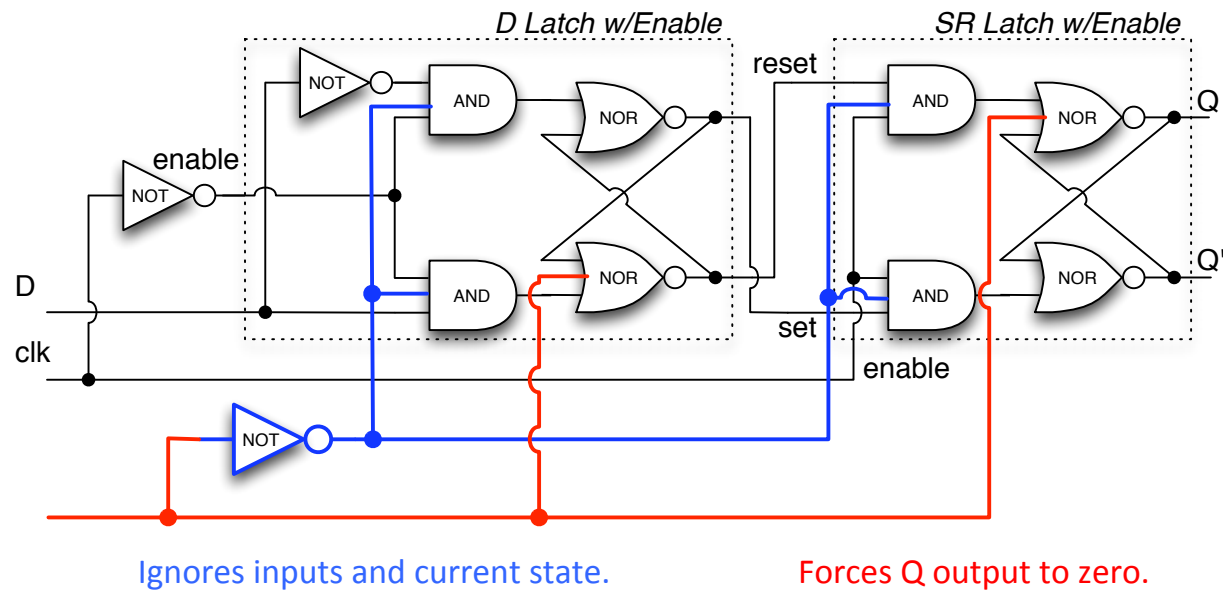 D Latch w/Enable
SR Latch w/Enable
reset
NOT
AND
NOR
AND
NOR
Q
enable
NOT
D
AND
NOR
AND
NOR
Q'
set
clk
enable
NOT
Ignores inputs and current state.
Forces Q output to zero.